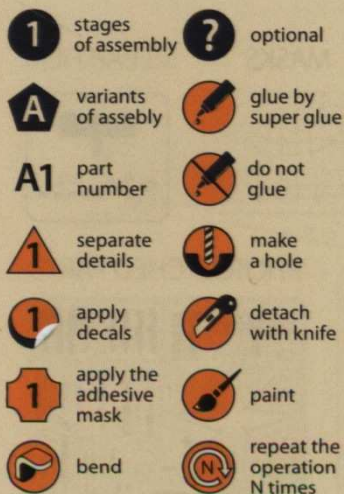 1 stages
of assembly
? optional
A variants
of assebly
glue by
super glue
A1 part
number
do not
glue
1 separate
details
make
a hole
1 apply
decals
detach
with knife
1 apply the
adhesive
mask
paint
bend
N repeat the
operation
N times